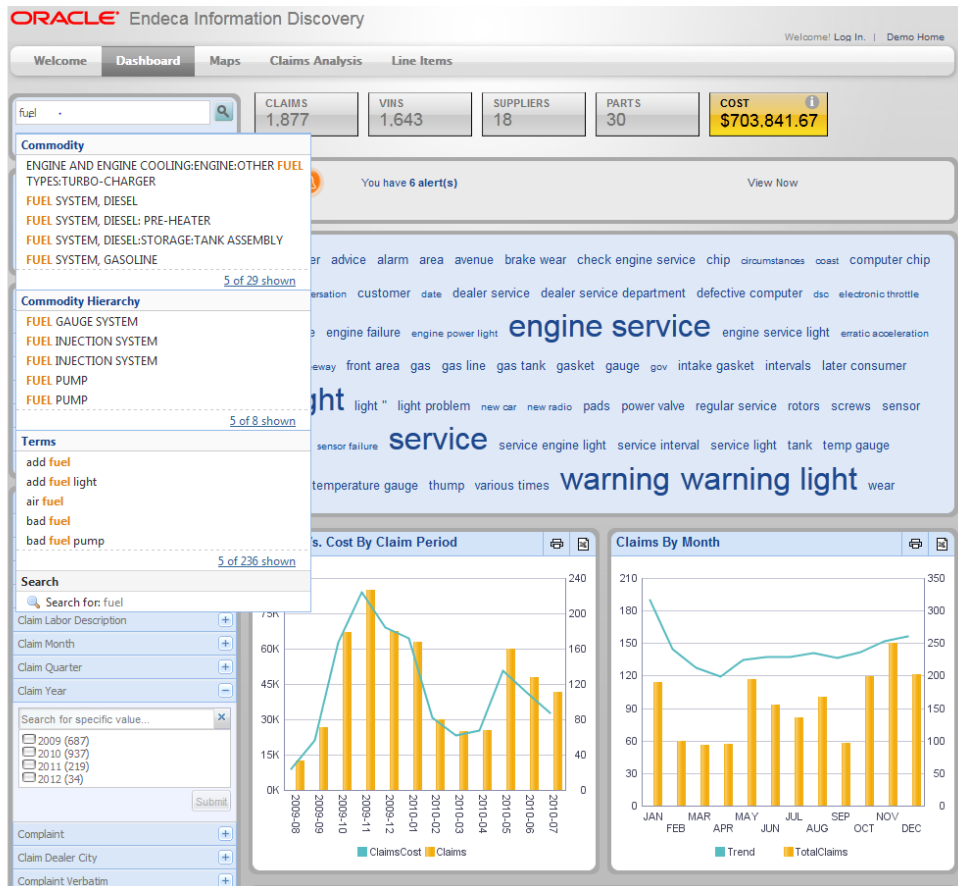 ORACLE® Endeca Information Discovery
Welcome! Log In. | Demo Home
Welcome Dashboard Maps Claims Analysis Line Items
fuel
CLAIMS
1,877
VINS
1,643
SUPPLIERS
18
PARTS
30
COST
$703,841.67
Commodity
ENGINE AND ENGINE COOLING:ENGINE:OTHER FUEL
TYPES:TURBO-CHARGER
FUEL SYSTEM, DIESEL
FUEL SYSTEM, DIESEL: PRE-HEATER
FUEL SYSTEM, DIESEL:STORAGE:TANK ASSEMBLY
FUEL SYSTEM, GASOLINE
5 of 29 shown
Commodity Hierarchy
FUEL GAUGE SYSTEM
FUEL INJECTION SYSTEM
FUEL INJECTION SYSTEM
FUEL PUMP
FUEL PUMP
5 of 8 shown
Terms
add fuel
add fuel light
air fuel
bad fuel
bad fuel pump
5 of 236 shown
Search
Search for: fuel
You have 6 alert(s) View Now
er advice alarm area avenue brake wear check engine service chip circumstances coast computer chip
ersation customer date dealer service dealer service department defective computer dsc electronic throttle
e engine failure engine power light engine service engine service light erratic acceleration
eeway front area gas gas line gas tank gasket gauge gov intake gasket intervals later consumer
ght light " light problem new car new radio pads power valve regular service rotors screws sensor
sensor failure service service engine light service interval service light tank temp gauge
temperature gauge thump various times warning warning light wear
Claim Labor Description
Claim Month
Claim Quarter
Claim Year
Search for specific value...
2009 (687)
2010 (937)
2011 (219)
2012 (34)
Submit
Complaint
Claim Dealer City
Complaint Verbatim
s. Cost By Claim Period
75K
60K
45K
30K
15K
0K
240
200
160
120
80
40
0
2009-08
2009-09
2009-10
2009-11
2009-12
2010-01
2010-02
2010-03
2010-04
2010-05
2010-06
2010-07
ClaimsCost Claims
Claims By Month
210
180
150
120
90
60
30
0
350
300
250
200
150
100
50
0
JAN MAR MAY JUL SEP NOV
FEB APR JUN AUG OCT DEC
Trend TotalClaims